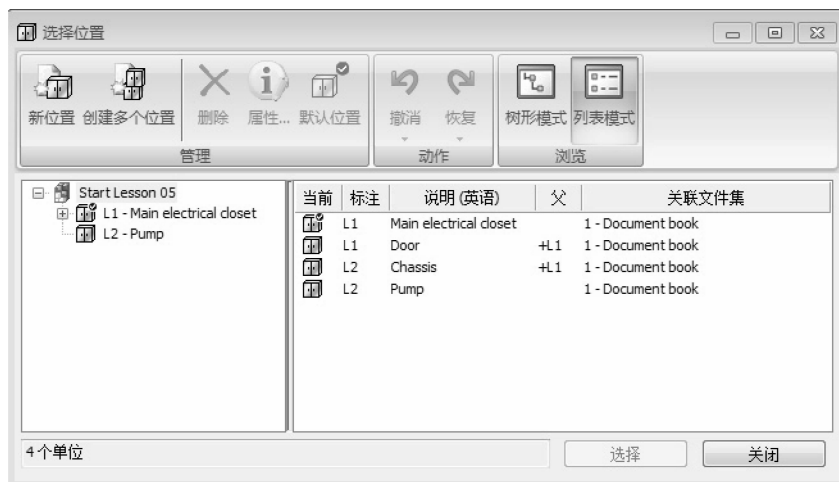 选择位置
新位置 创建多个位置 删除 属性... 默认位置 撤消 恢复 树形模式 列表模式
管理 动作 浏览
Start Lesson 05
L1 - Main electrical closet
L2 - Pump
当前 标注 说明 (英语) 父 关联文件集
L1 Main electrical closet 1 - Document book
L1 Door +L1 1 - Document book
L2 Chassis +L1 1 - Document book
L2 Pump 1 - Document book
4个单位 选择 关闭